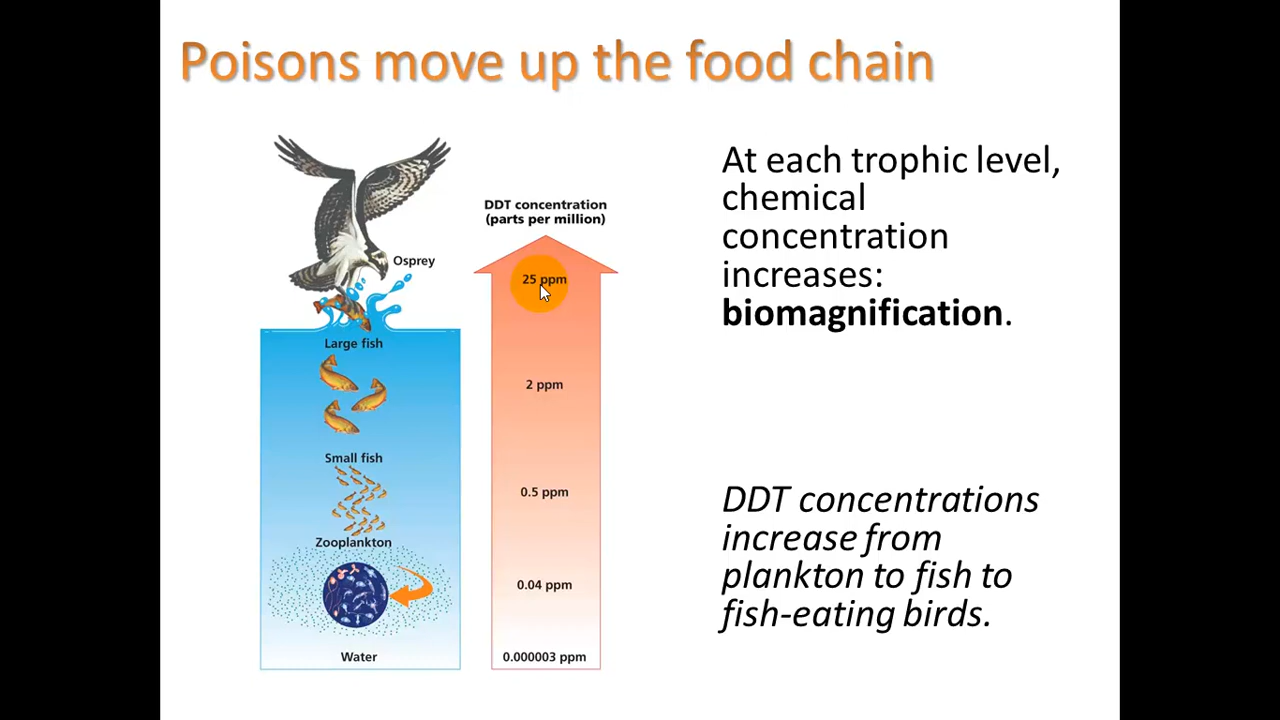 Poisons move up the food chain
Osprey
Large fish
Small fish
Zooplankton
Water
DDT concentration
(parts per million)
25 ppm
2 ppm
0.5 ppm
0.04 ppm
0.000003 ppm
At each trophic level,
chemical
concentration
increases:
biomagnification.
DDT concentrations
increase from
plankton to fish to
fish-eating birds.